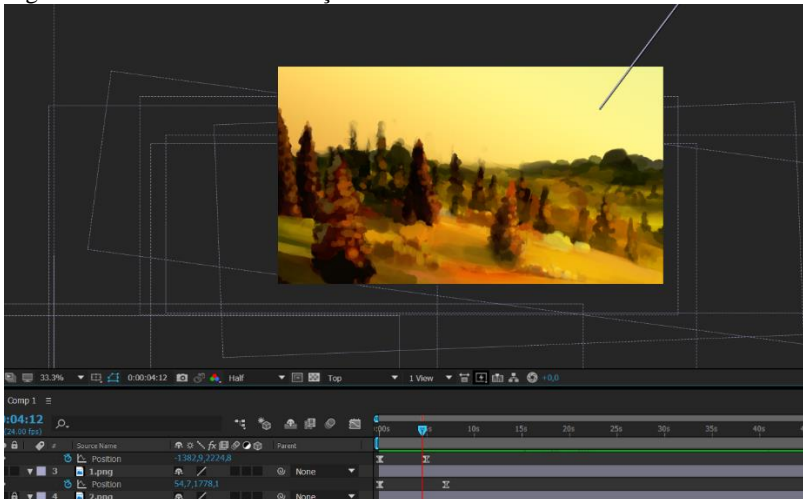 33.3%
0:00:04:12
Half
Top
1 View
+0,0
Comp 1
:04:12
(24.00 fps)
:00s
10s
15s
20s
25s
30s
35s
40s
#
Source Name
Parent
Position
-1382,9,2224,8
3
1.png
None
Position
54,7,1778,1
4
2.png
None